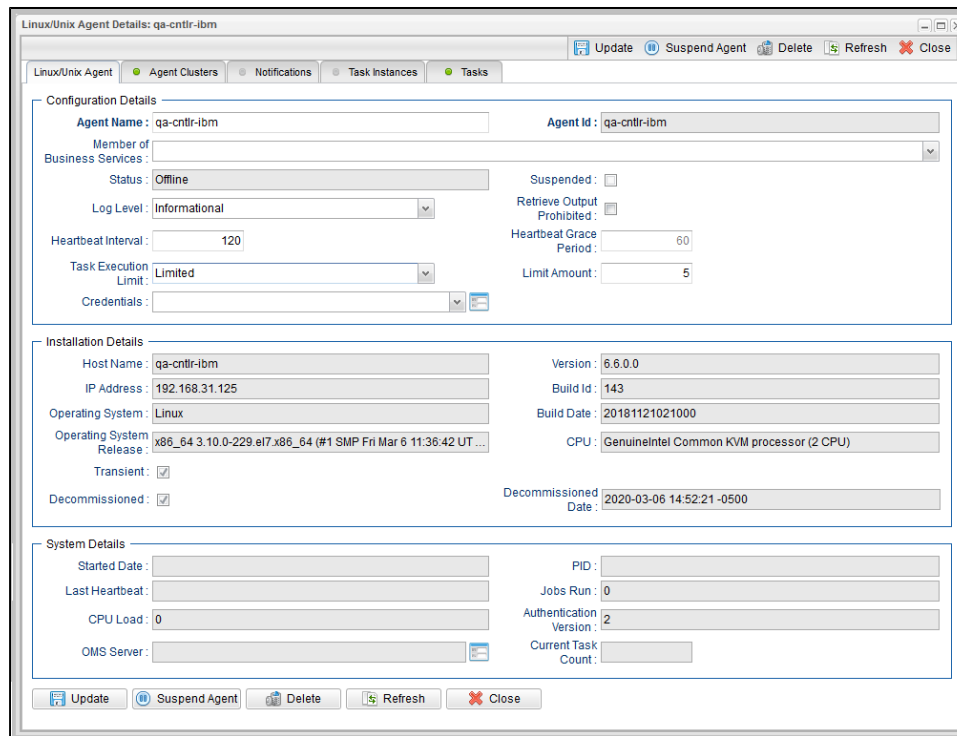 Linux/Unix Agent Details: qa-cntlr-ibm
Update Suspend Agent Delete Refresh Close
Linux/Unix Agent Agent Clusters Notifications Task Instances Tasks
Configuration Details
Agent Name : qa-cntlr-ibm Agent Id : qa-cntlr-ibm
Member of
Business Services :
Status : Offline Suspended :
Log Level : Informational Retrieve Output
Prohibited :
Heartbeat Interval : 120 Heartbeat Grace
Period : 60
Task Execution
Limit : Limited Limit Amount : 5
Credentials :
Installation Details
Host Name : qa-cntlr-ibm Version : 6.6.0.0
IP Address : 192.168.31.125 Build Id : 143
Operating System : Linux Build Date : 20181121021000
Operating System
Release : x86_64 3.10.0-229.el7.x86_64 (#1 SMP Fri Mar 6 11:36:42 UT ... CPU : GenuineIntel Common KVM processor (2 CPU)
Transient :
Decommissioned : Decommissioned
Date : 2020-03-06 14:52:21 -0500
System Details
Started Date : PID :
Last Heartbeat : Jobs Run : 0
CPU Load : 0 Authentication
Version : 2
OMS Server : Current Task
Count :
Update Suspend Agent Delete Refresh Close